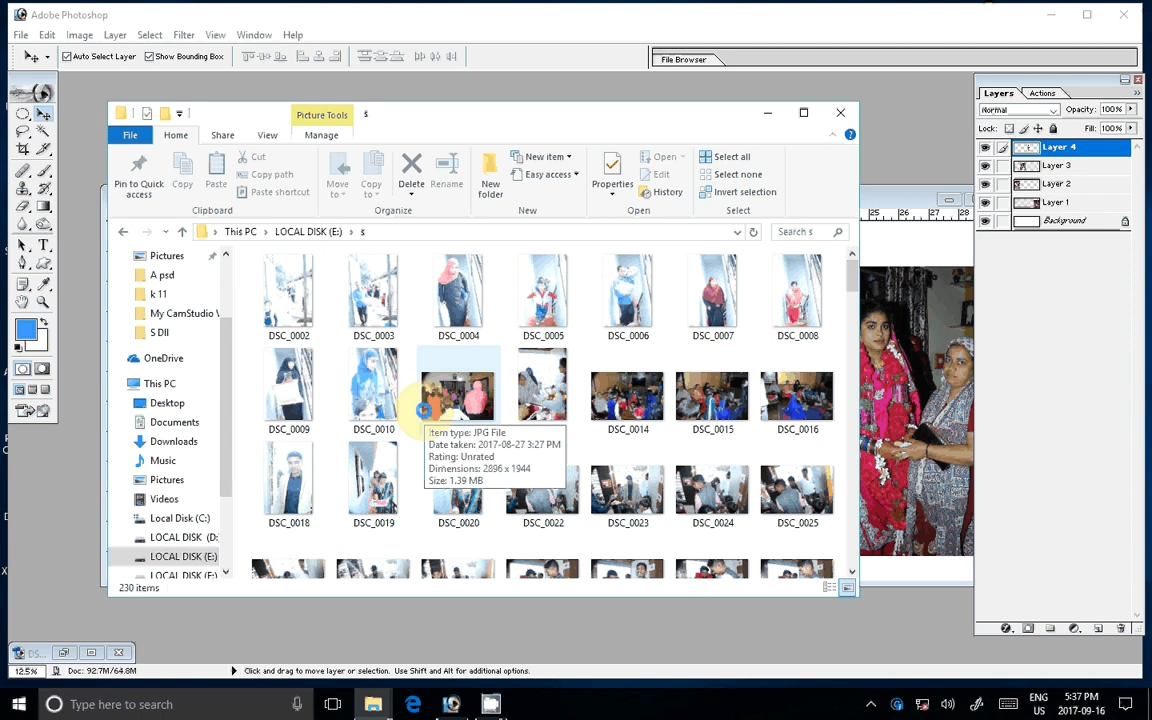 Adobe Photoshop
File Edit Image Layer Select Filter View Window Help
Auto Select Layer Show Bounding Box File Browser
Picture Tools s
File Home Share View Manage
Pin to Quick access Copy Paste Cut Copy path Paste shortcut
Move to Copy to Delete Rename
New folder New item Easy access
Properties Open Edit History
Select all Select none Invert selection
Clipboard Organize New Open Select
This PC > LOCAL DISK (E:) > s Search s
Pictures
A psd
k 11
My CamStudio
S Dll
OneDrive
This PC
Desktop
Documents
Downloads
Music
Pictures
Videos
Local Disk (C:)
LOCAL DISK (D:
LOCAL DISK (E:)
LOCAL DISK (F:)
DSC_0002 DSC_0003 DSC_0004 DSC_0005 DSC_0006 DSC_0007 DSC_0008
DSC_0009 DSC_0010 DSC_0014 DSC_0015 DSC_0016
Item type: JPG File
Date taken: 2017-08-27 3:27 PM
Rating: Unrated
Dimensions: 2896 x 1944
Size: 1.39 MB
DSC_0018 DSC_0019 DSC_0020 DSC_0022 DSC_0023 DSC_0024 DSC_0025
230 items
Layers Actions
Normal Opacity: 100%
Lock: Fill: 100%
Layer 4
Layer 3
Layer 2
Layer 1
Background
25 26 27 28
DS...
12.5% Doc: 92.7M/64.8M Click and drag to move layer or selection. Use Shift and Alt for additional options.
Type here to search
ENG
US
5:37 PM
2017-09-16